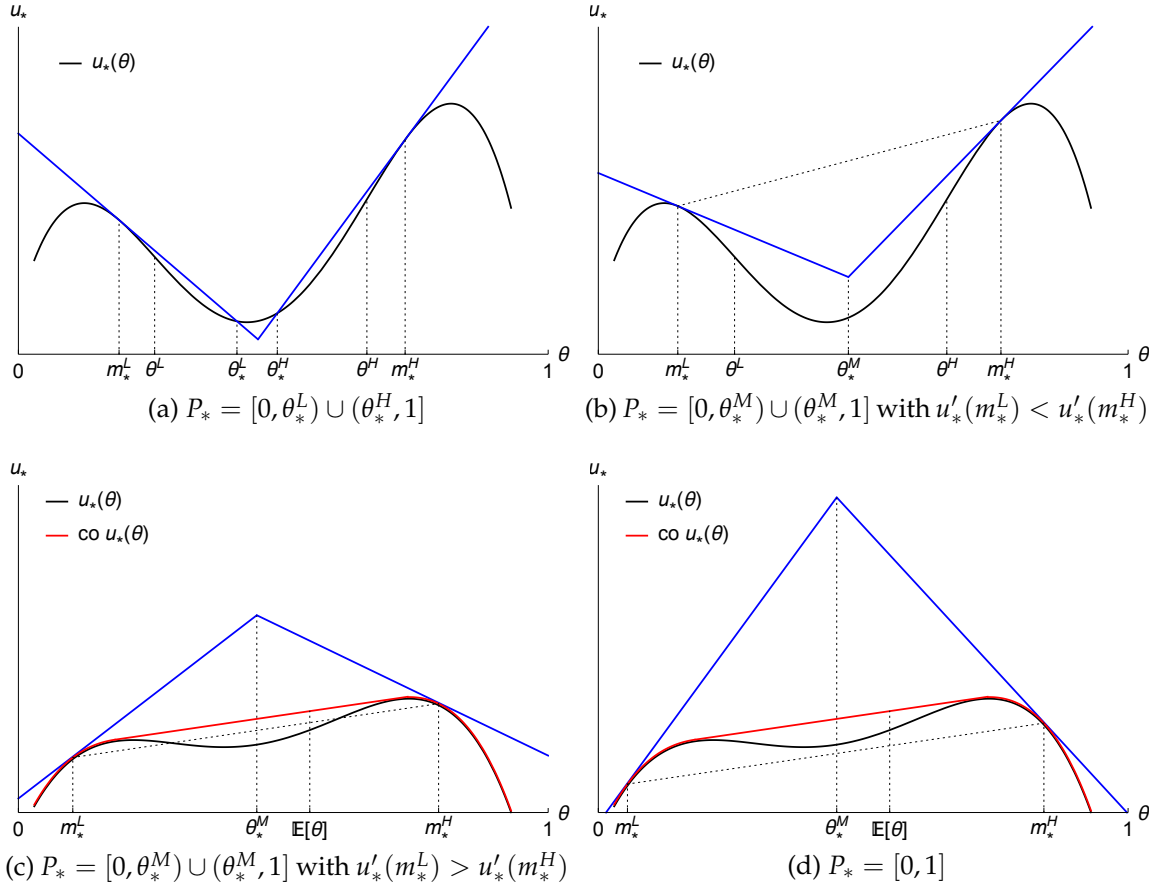 u⁎
u⁎
— u⁎(θ)
— u⁎(θ)
0 m⁎ᴸ θᴸ θ⁎ᴸ θ⁎ᴴ θᴴ m⁎ᴴ 1 θ
0 m⁎ᴸ θᴸ θ⁎ᴹ θᴴ m⁎ᴴ 1 θ
(a) P⁎ = [0, θ⁎ᴸ) ∪ (θ⁎ᴴ, 1]
(b) P⁎ = [0, θ⁎ᴹ) ∪ (θ⁎ᴹ, 1] with u′⁎(m⁎ᴸ) < u′⁎(m⁎ᴴ)
u⁎
u⁎
— u⁎(θ)
— co u⁎(θ)
— u⁎(θ)
— co u⁎(θ)
0 m⁎ᴸ θ⁎ᴹ 𝔼[θ] m⁎ᴴ 1 θ
0 m⁎ᴸ θ⁎ᴹ 𝔼[θ] m⁎ᴴ 1 θ
(c) P⁎ = [0, θ⁎ᴹ) ∪ (θ⁎ᴹ, 1] with u′⁎(m⁎ᴸ) > u′⁎(m⁎ᴴ)
(d) P⁎ = [0, 1]